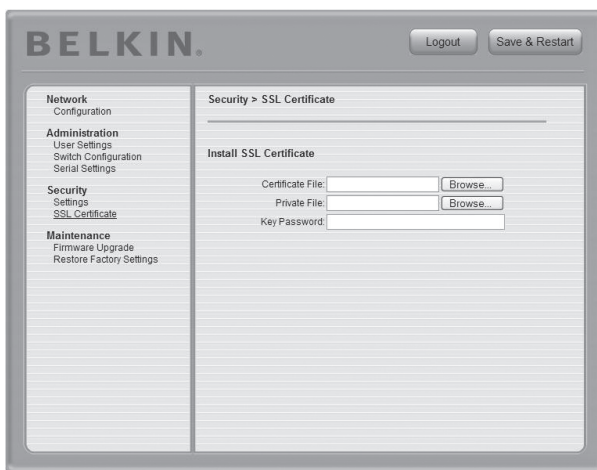 BELKIN.
Logout
Save & Restart
Network
Configuration
Administration
User Settings
Switch Configuration
Serial Settings
Security
Settings
SSL Certificate
Maintenance
Firmware Upgrade
Restore Factory Settings
Security > SSL Certificate
Install SSL Certificate
Certificate File: Browse...
Private File: Browse...
Key Password: